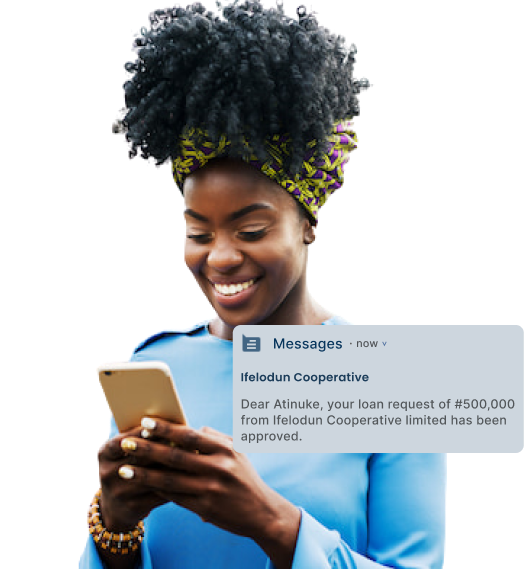 Messages · now ˅
Ifelodun Cooperative
Dear Atinuke, your loan request of #500,000
from Ifelodun Cooperative limited has been
approved.